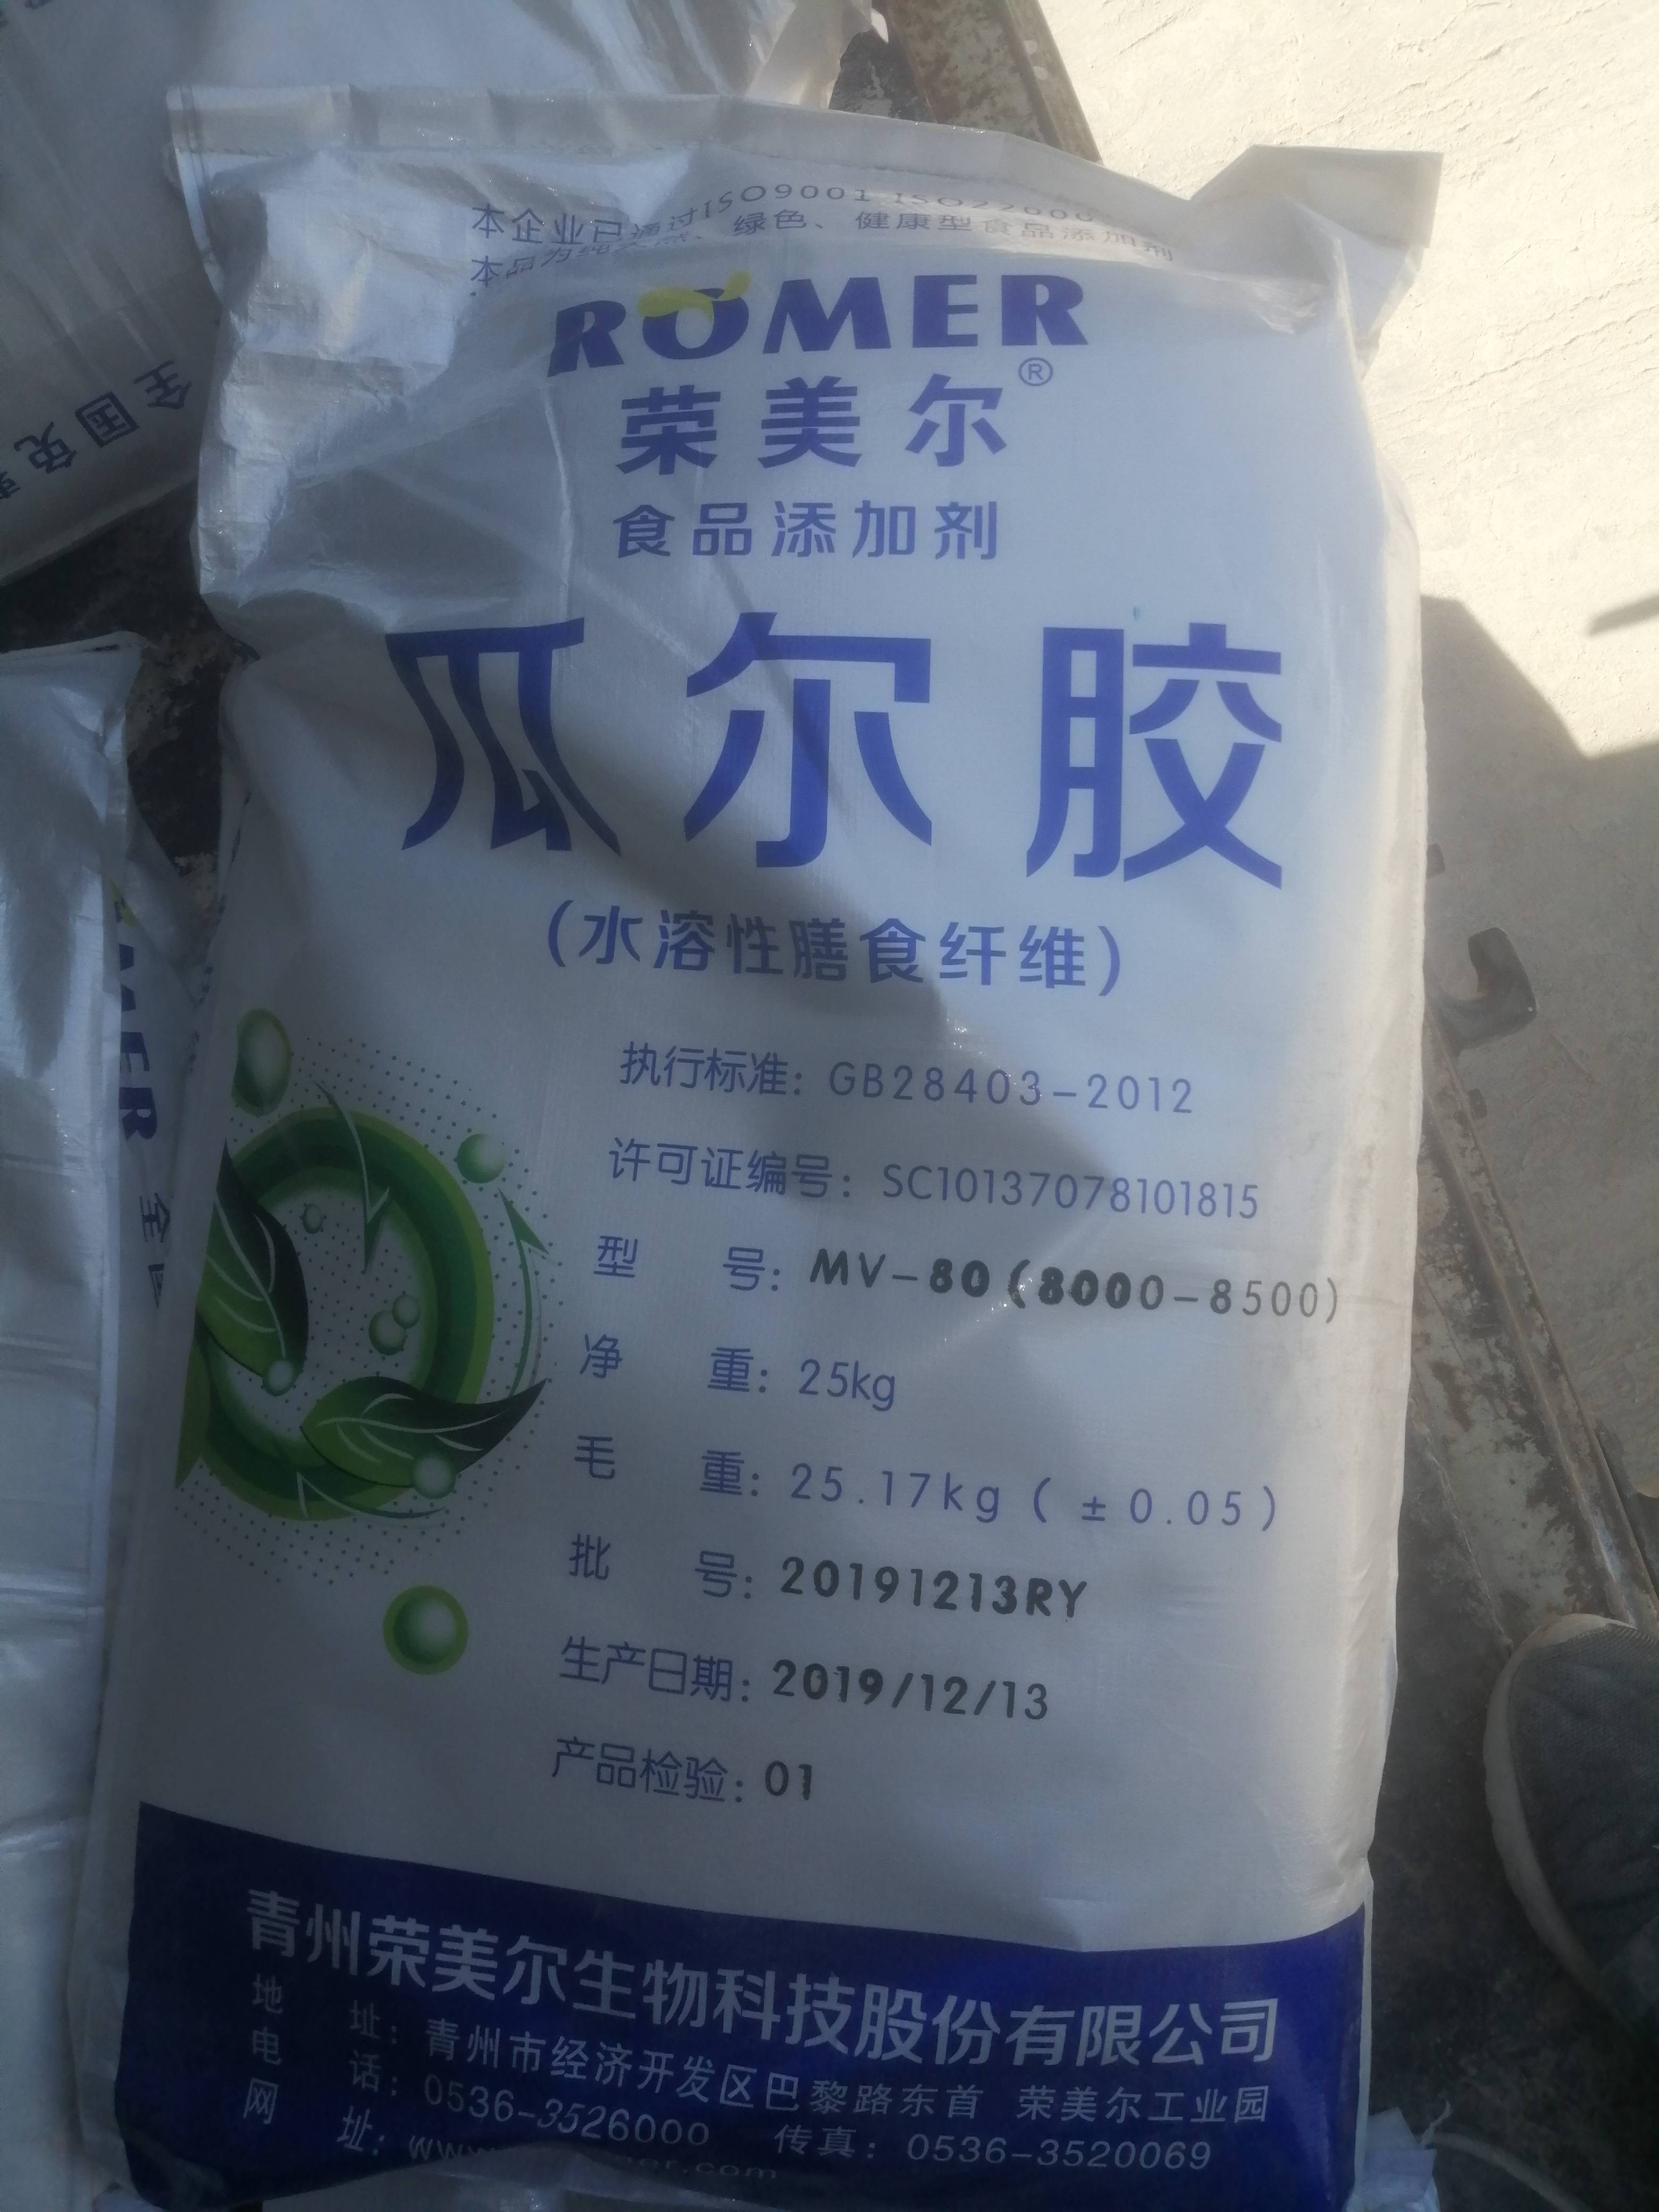 本企业已通过ISO9001 ISO22000
本品为纯天然、绿色、健康型食品添加剂
ROMER
荣美尔®
食品添加剂
瓜尔胶
(水溶性膳食纤维)
执行标准: GB28403-2012
许可证编号: SC10137078101815
型 号: MV-80(8000-8500)
净 重: 25kg
毛 重: 25.17kg ( ±0.05)
批 号: 20191213RY
生产日期: 2019/12/13
产品检验: 01
青州荣美尔生物科技股份有限公司
地 址: 青州市经济开发区巴黎路东首 荣美尔工业园
电 话: 0536-3526000 传真: 0536-3520069
网 址:
全国免
MER 全国